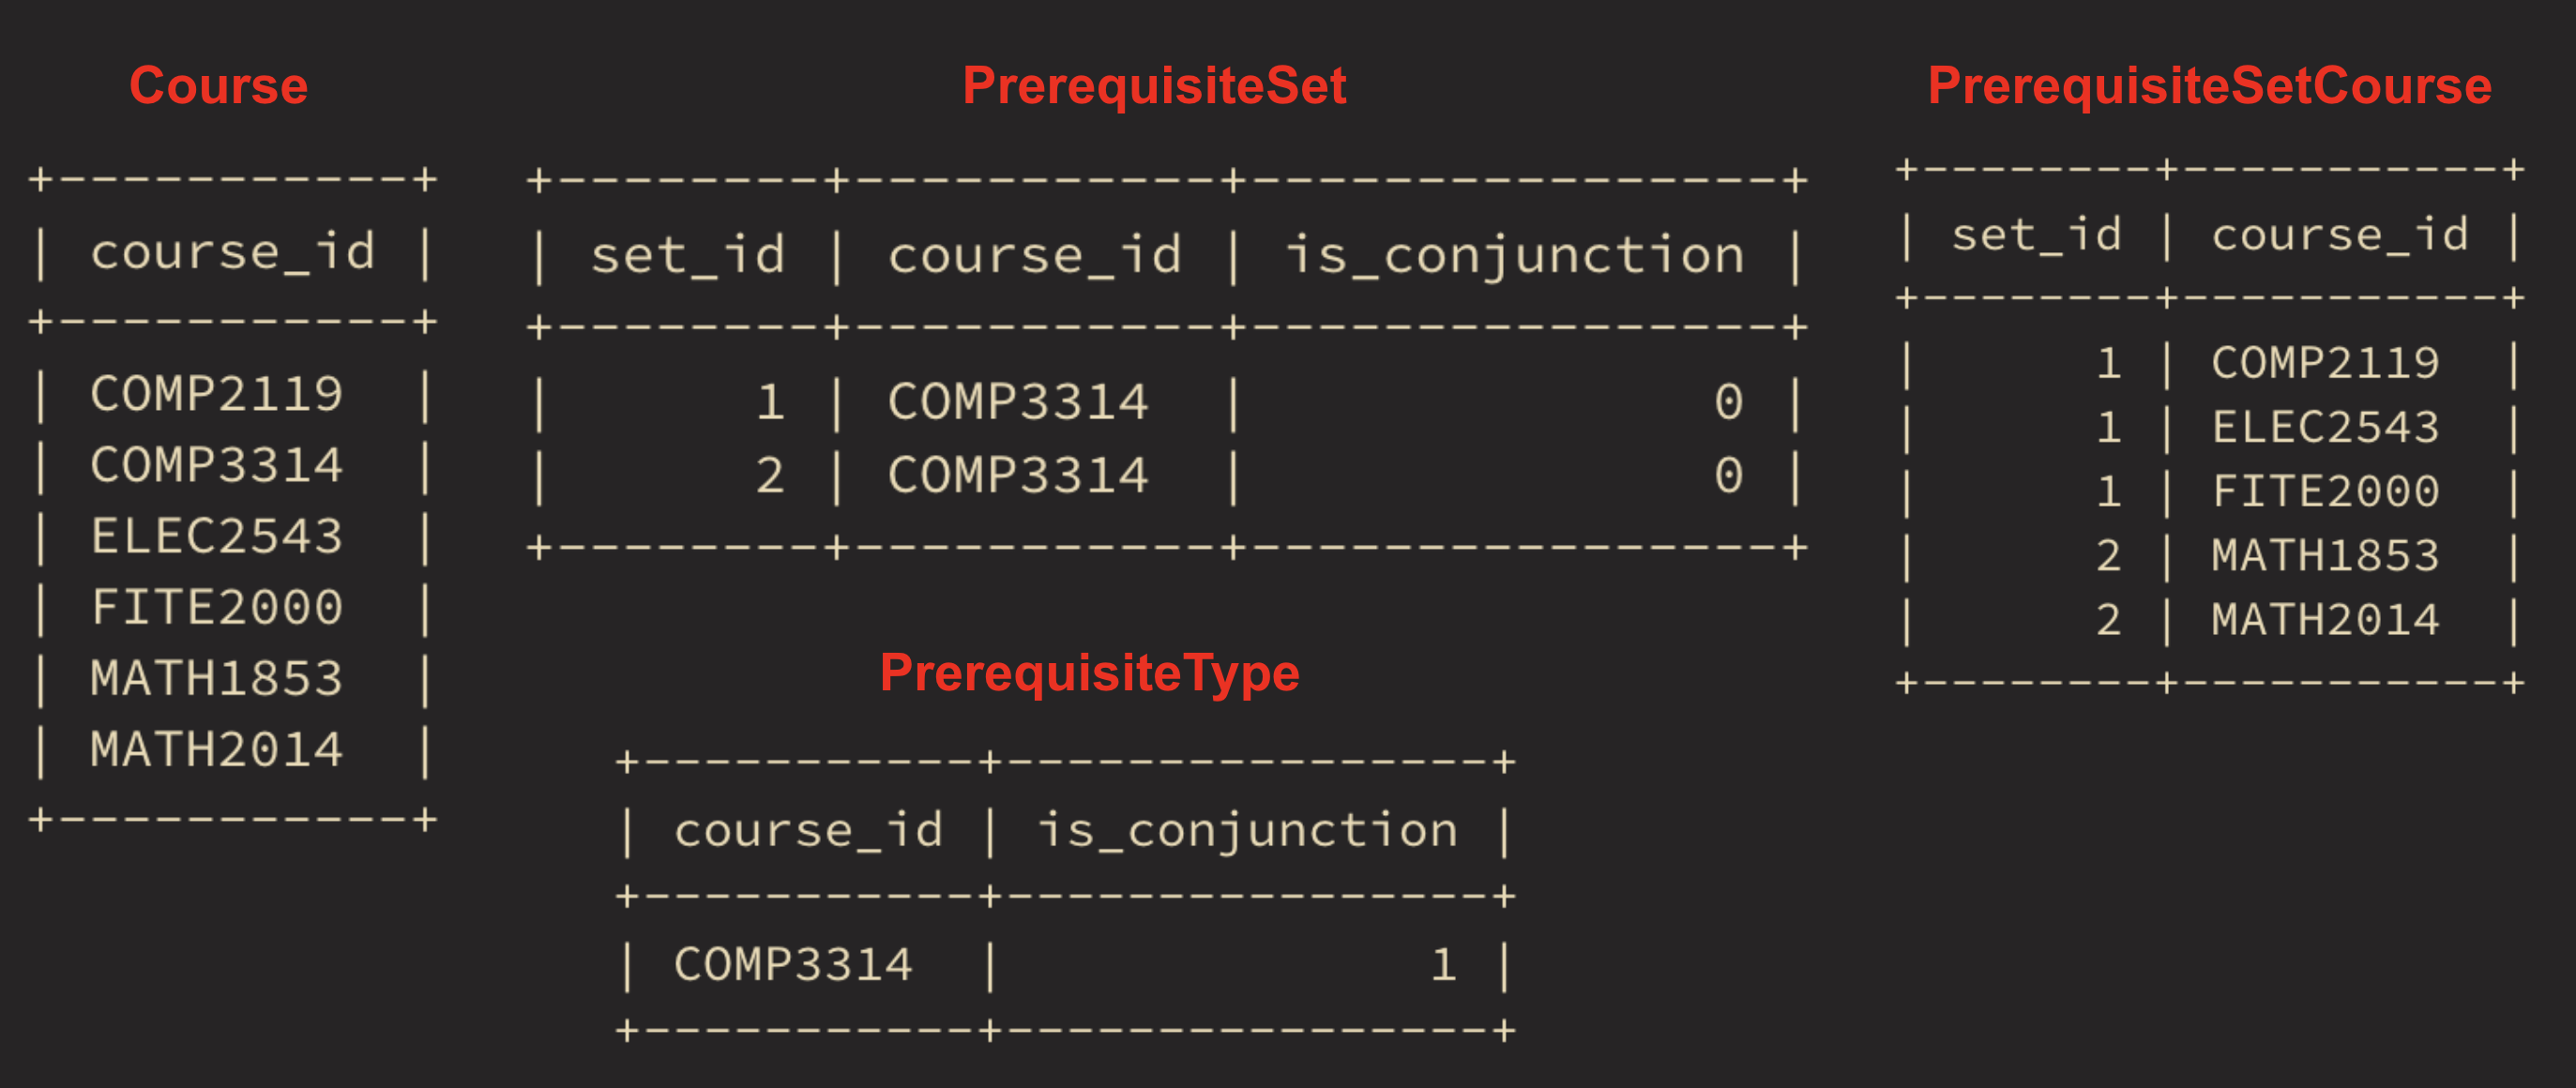 Course
+------------+
| course_id |
+------------+
| COMP2119 |
| COMP3314 |
| ELEC2543 |
| FITE2000 |
| MATH1853 |
| MATH2014 |
+-----------+
PrerequisiteSet
+---------+-----------+-----------------+
| set_id | course_id | is_conjunction |
+---------+-----------+----------------+
| 1 | COMP3314 | 0 |
| 2 | COMP3314 | 0 |
+---------+-----------+----------------+
PrerequisiteType
+-----------+----------------+
| course_id | is_conjunction |
+-----------+----------------+
| COMP3314 | 1 |
+-----------+----------------+
PrerequisiteSetCourse
+--------+-----------+
| set_id | course_id |
+--------+-----------+
| 1 | COMP2119 |
| 1 | ELEC2543 |
| 1 | FITE2000 |
| 2 | MATH1853 |
| 2 | MATH2014 |
+--------+-----------+